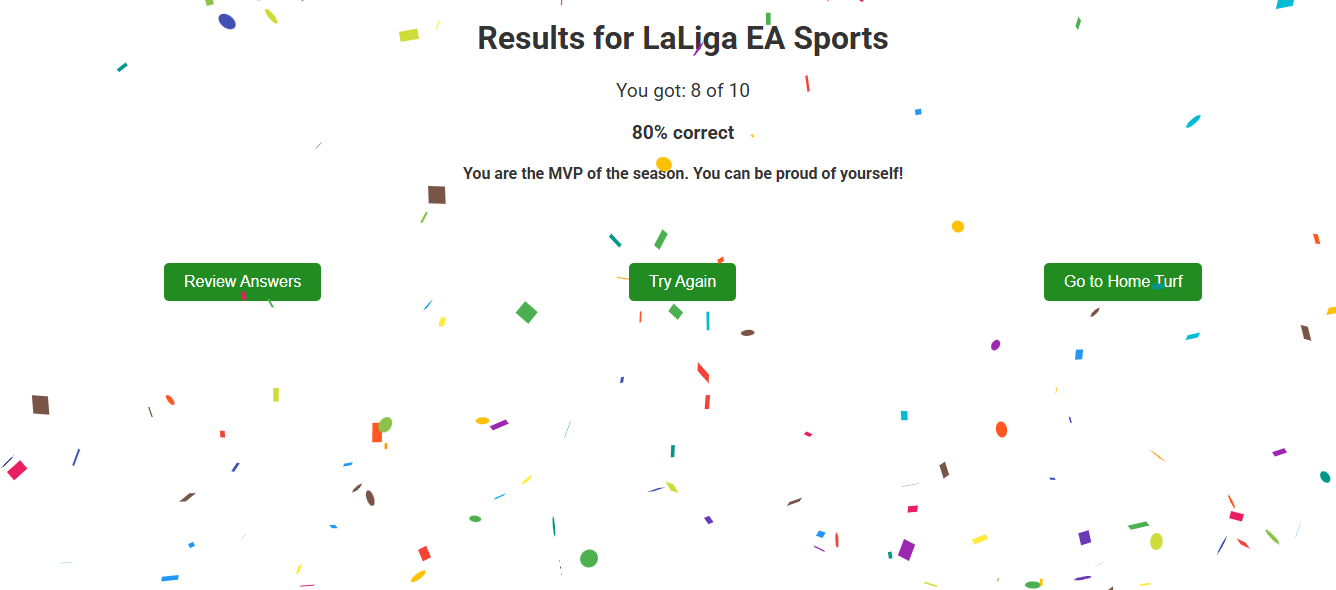 Results for LaLiga EA Sports
You got: 8 of 10
80% correct
You are the MVP of the season. You can be proud of yourself!
Review Answers
Try Again
Go to Home Turf